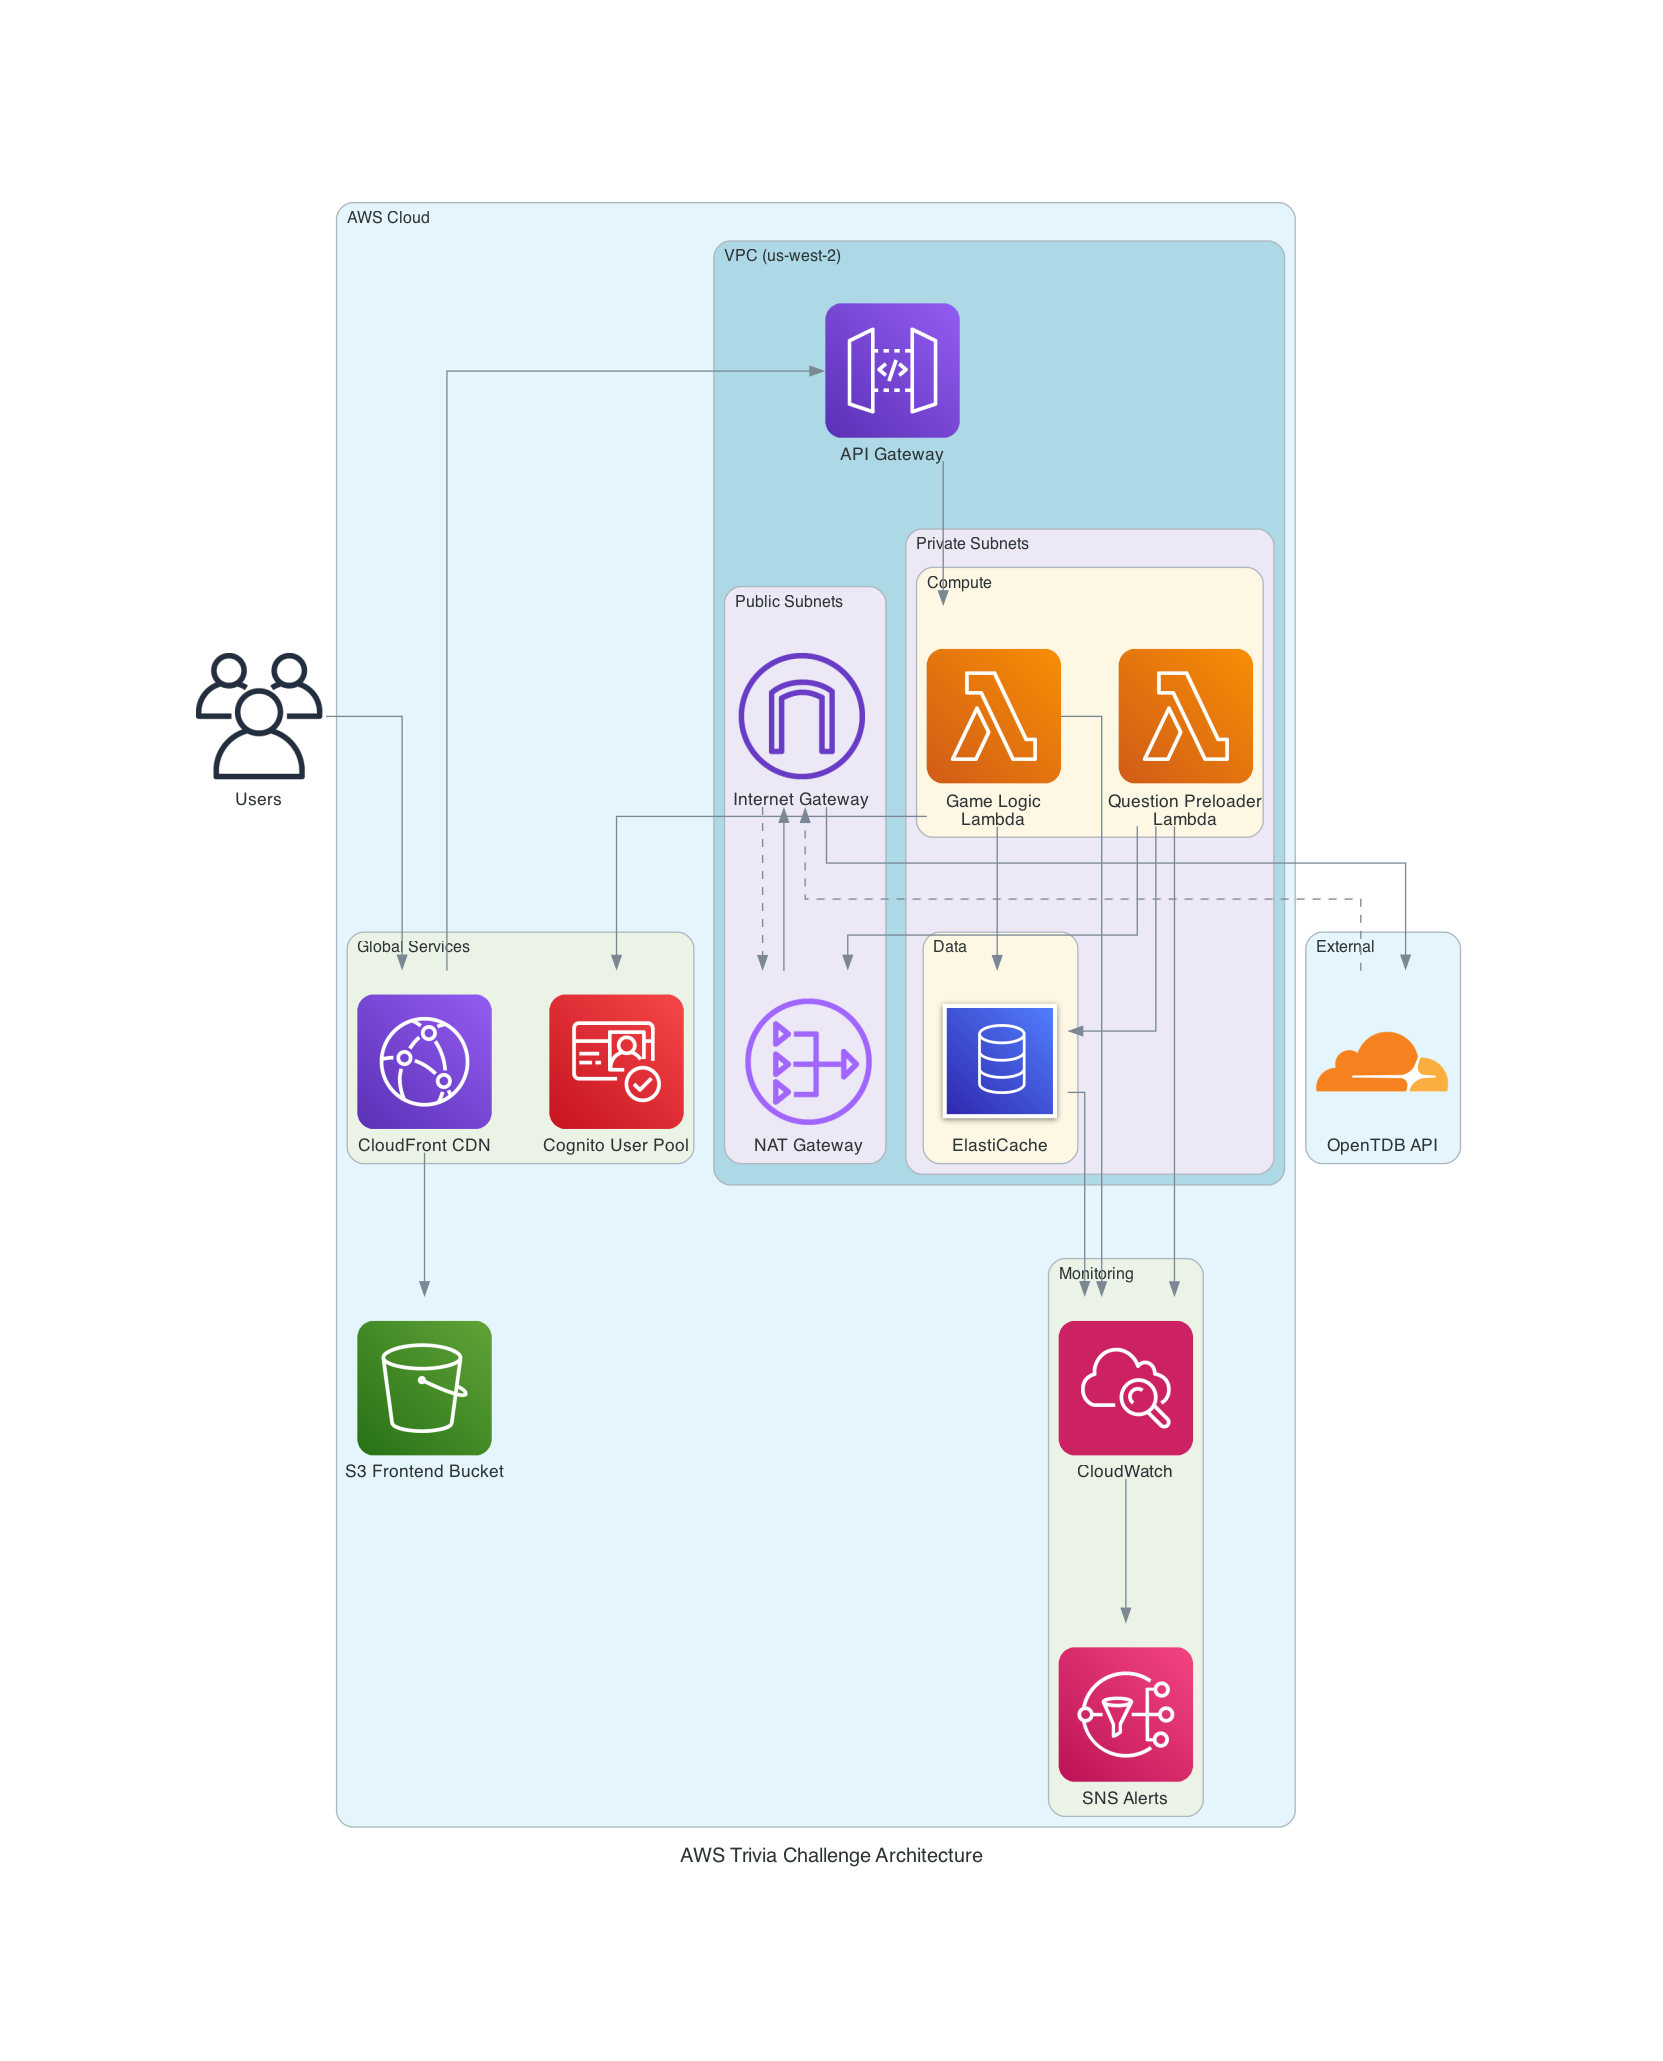 AWS Cloud
VPC (us-west-2)
API Gateway
Private Subnets
Compute
Public Subnets
Users
Internet Gateway
Game Logic
Lambda
Question Preloader
Lambda
Global Services
Data
External
CloudFront CDN
Cognito User Pool
NAT Gateway
ElastiCache
OpenTDB API
Monitoring
S3 Frontend Bucket
CloudWatch
SNS Alerts
AWS Trivia Challenge Architecture